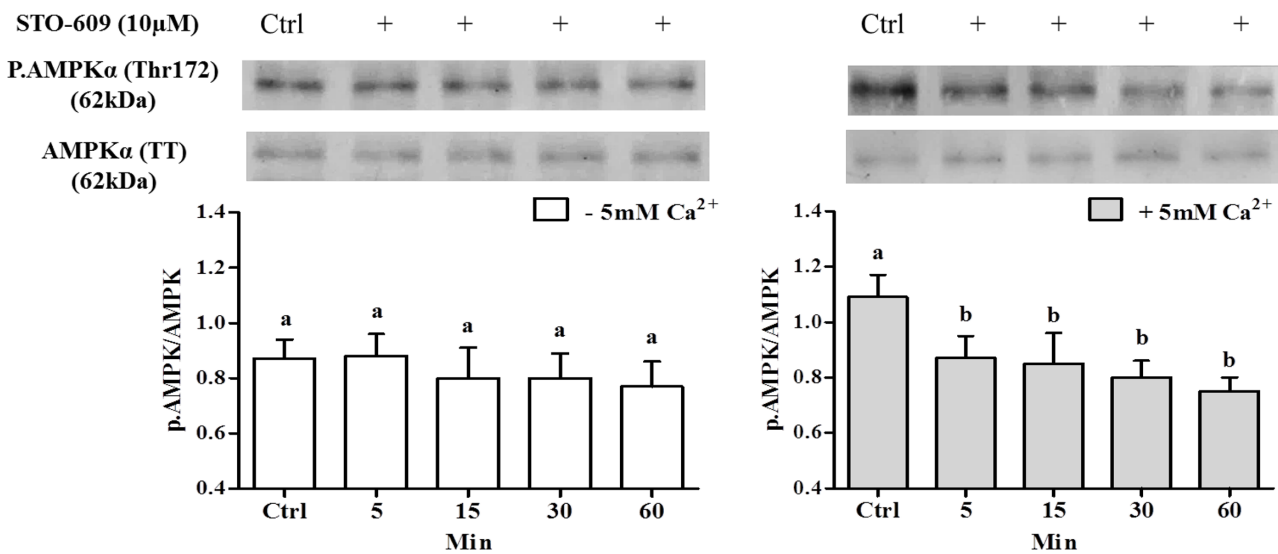 STO-609 (10µM) Ctrl + + + + Ctrl + + + +
P.AMPKα (Thr172)
(62kDa)
AMPKα (TT)
(62kDa)
- 5mM Ca²⁺
1.4
1.2
1.0
0.8
0.6
0.4
p.AMPK/AMPK
a a a a a
Ctrl 5 15 30 60
Min
+ 5mM Ca²⁺
1.4
1.2
1.0
0.8
0.6
0.4
p.AMPK/AMPK
a b b b b
Ctrl 5 15 30 60
Min